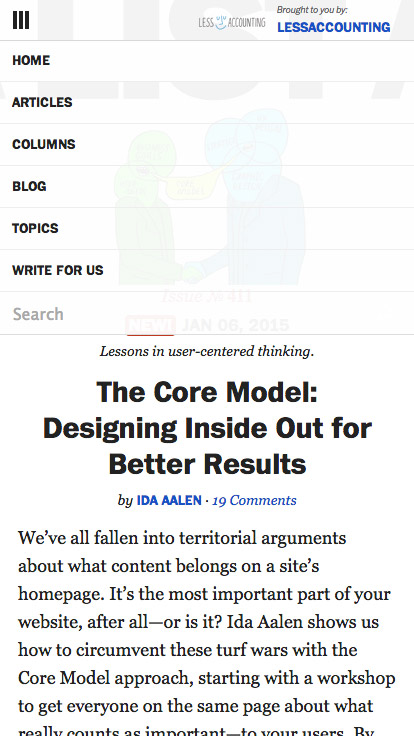 LESS ACCOUNTING
Brought to you by:
LESSACCOUNTING
HOME
ARTICLES
COLUMNS
BLOG
TOPICS
WRITE FOR US
Issue № 411
Search
NEW! JAN 06, 2015
Lessons in user-centered thinking.
The Core Model:
Designing Inside Out for
Better Results
by IDA AALEN · 19 Comments
We’ve all fallen into territorial arguments
about what content belongs on a site’s
homepage. It’s the most important part of your
website, after all—or is it? Ida Aalen shows us
how to circumvent these turf wars with the
Core Model approach, starting with a workshop
to get everyone on the same page about what
really counts as important—to your users. By